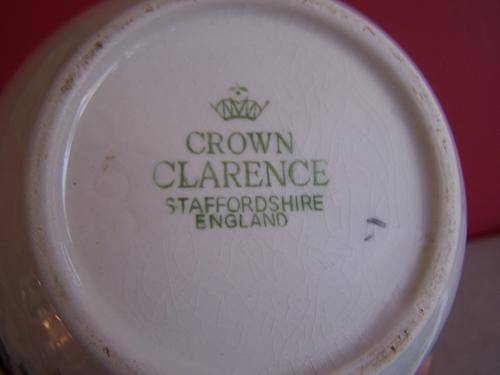 CROWN
CLARENCE
STAFFORDSHIRE
ENGLAND